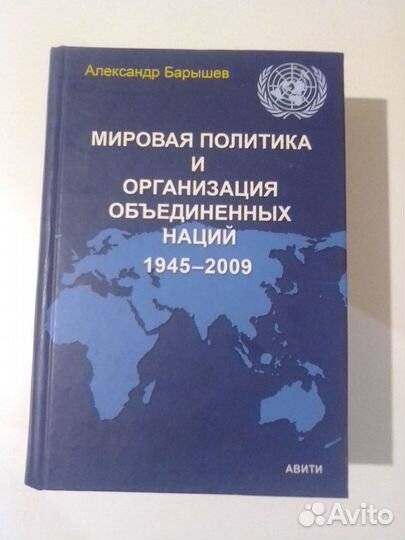 Александр Барышев
МИРОВАЯ ПОЛИТИКА
И
ОРГАНИЗАЦИЯ
ОБЪЕДИНЕННЫХ
НАЦИЙ
1945–2009
АВИТИ
Avito